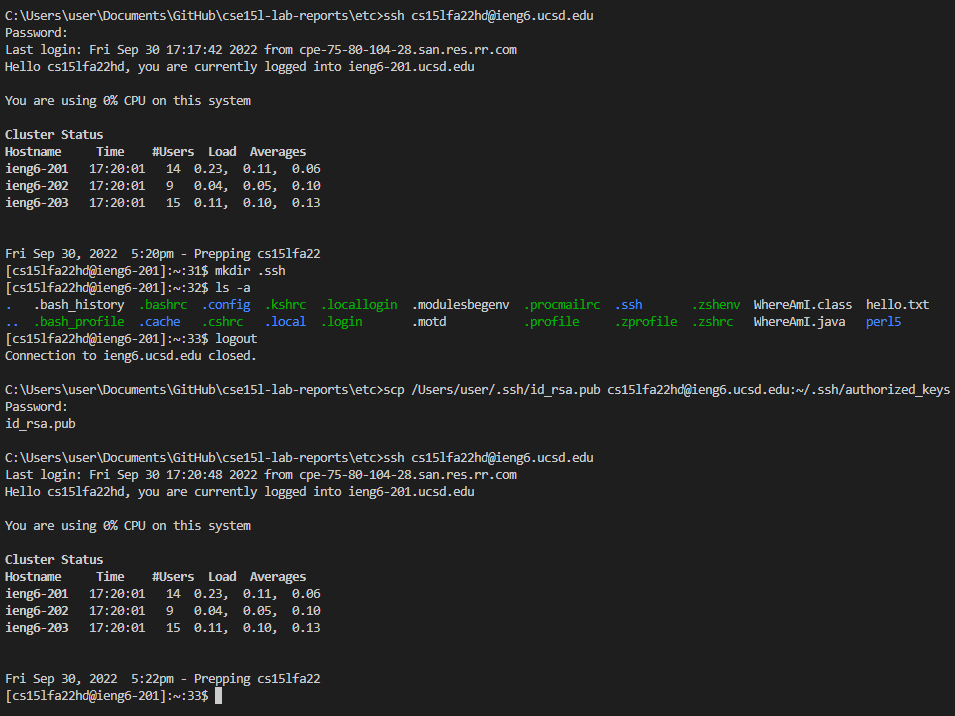 C:\Users\user\Documents\GitHub\cse15l-lab-reports\etc>ssh cs15lfa22hd@ieng6.ucsd.edu
Password:
Last login: Fri Sep 30 17:17:42 2022 from cpe-75-80-104-28.san.res.rr.com
Hello cs15lfa22hd, you are currently logged into ieng6-201.ucsd.edu
You are using 0% CPU on this system
Cluster Status
Hostname     Time    #Users  Load  Averages
ieng6-201   17:20:01   14  0.23,  0.11,  0.06
ieng6-202   17:20:01   9   0.04,  0.05,  0.10
ieng6-203   17:20:01   15  0.11,  0.10,  0.13
Fri Sep 30, 2022  5:20pm - Prepping cs15lfa22
[cs15lfa22hd@ieng6-201]:~:31$ mkdir .ssh
[cs15lfa22hd@ieng6-201]:~:32$ ls -a
.   .bash_history  .bashrc  .config  .kshrc  .locallogin  .modulesbegenv  .procmailrc  .ssh      .zshenv  WhereAmI.class  hello.txt
..  .bash_profile  .cache   .cshrc   .local  .login       .motd           .profile     .zprofile  .zshrc   WhereAmI.java   perl5
[cs15lfa22hd@ieng6-201]:~:33$ logout
Connection to ieng6.ucsd.edu closed.
C:\Users\user\Documents\GitHub\cse15l-lab-reports\etc>scp /Users/user/.ssh/id_rsa.pub cs15lfa22hd@ieng6.ucsd.edu:~/.ssh/authorized_keys
Password:
id_rsa.pub
C:\Users\user\Documents\GitHub\cse15l-lab-reports\etc>ssh cs15lfa22hd@ieng6.ucsd.edu
Last login: Fri Sep 30 17:20:48 2022 from cpe-75-80-104-28.san.res.rr.com
Hello cs15lfa22hd, you are currently logged into ieng6-201.ucsd.edu
You are using 0% CPU on this system
Cluster Status
Hostname     Time    #Users  Load  Averages
ieng6-201   17:20:01   14  0.23,  0.11,  0.06
ieng6-202   17:20:01   9   0.04,  0.05,  0.10
ieng6-203   17:20:01   15  0.11,  0.10,  0.13
Fri Sep 30, 2022  5:22pm - Prepping cs15lfa22
[cs15lfa22hd@ieng6-201]:~:33$